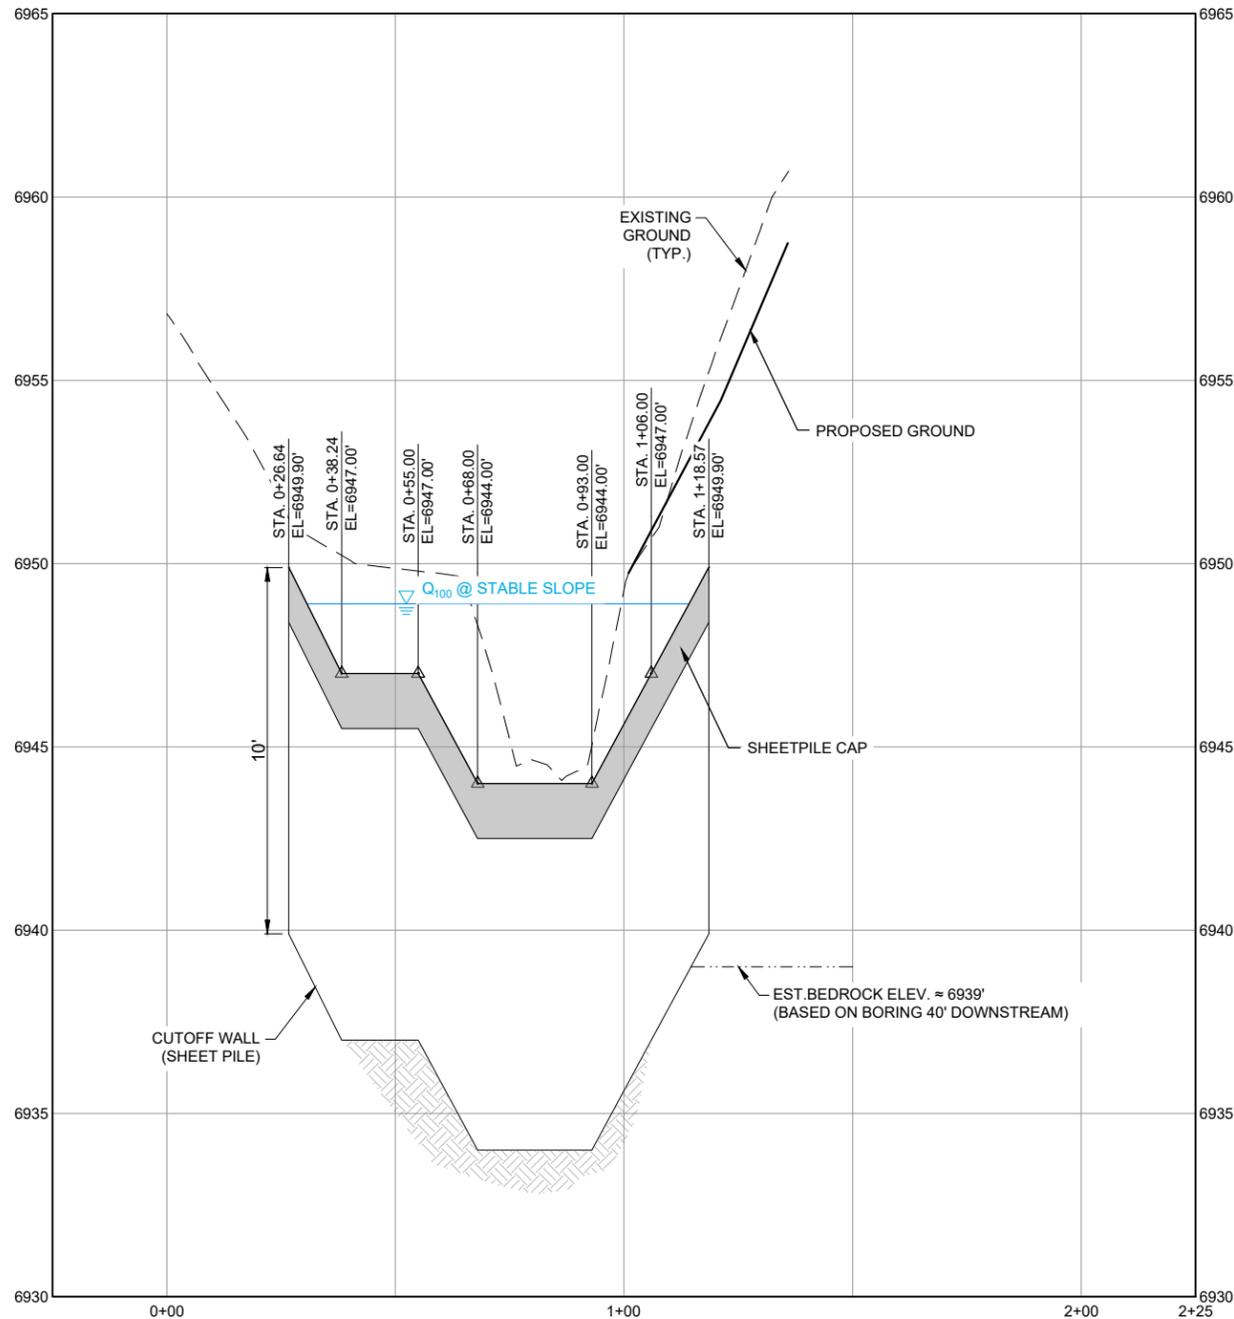 6965
6965
6960
6960
EXISTING
GROUND
(TYP.)
6955
6955
PROPOSED GROUND
STA. 0+26.64
EL=6949.90'
STA. 0+38.24
EL=6947.00'
STA. 0+55.00
EL=6947.00'
STA. 0+68.00
EL=6944.00'
STA. 0+93.00
EL=6944.00'
STA. 1+06.00
EL=6947.00'
STA. 1+18.57
EL=6949.90'
6950
6950
Q₁₀₀ @ STABLE SLOPE
10'
6945
6945
SHEETPILE CAP
6940
6940
EST.BEDROCK ELEV. ≈ 6939'
(BASED ON BORING 40' DOWNSTREAM)
CUTOFF WALL
(SHEET PILE)
6935
6935
6930
6930
0+00
1+00
2+00
2+25